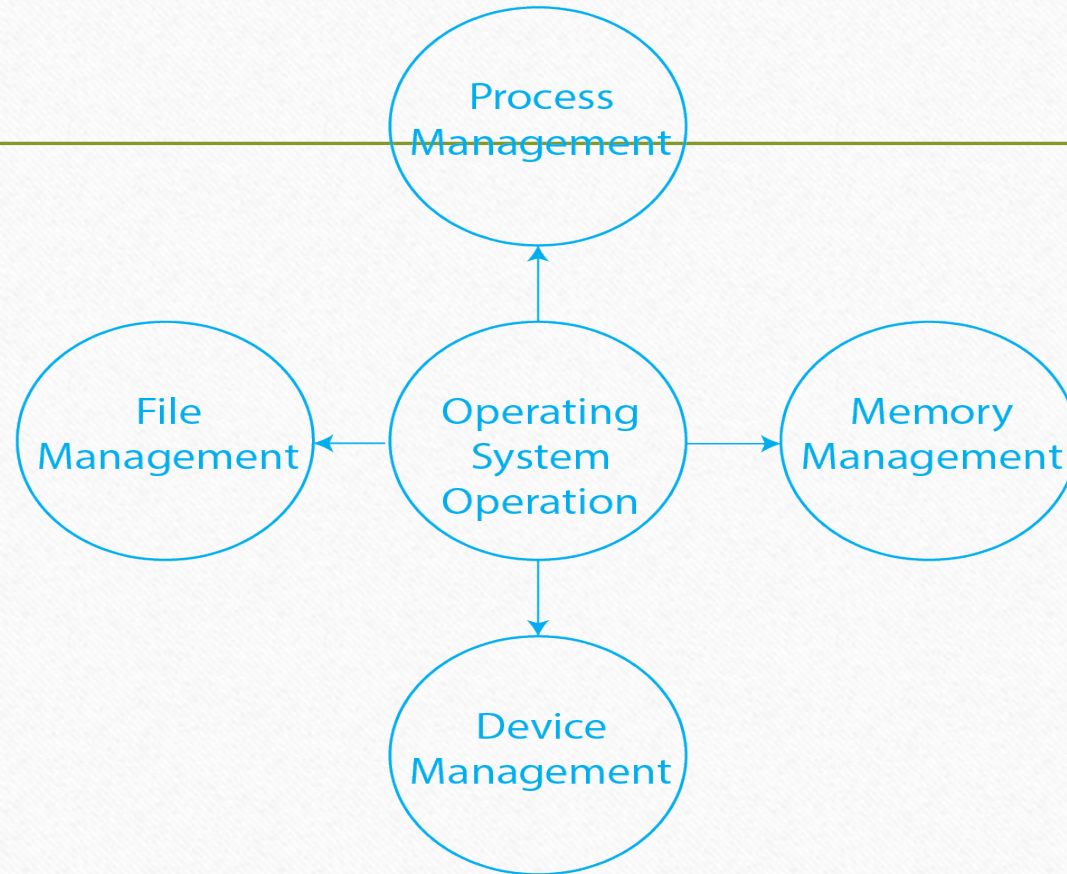 Process
Management
File
Management
Operating
System
Operation
Memory
Management
Device
Management